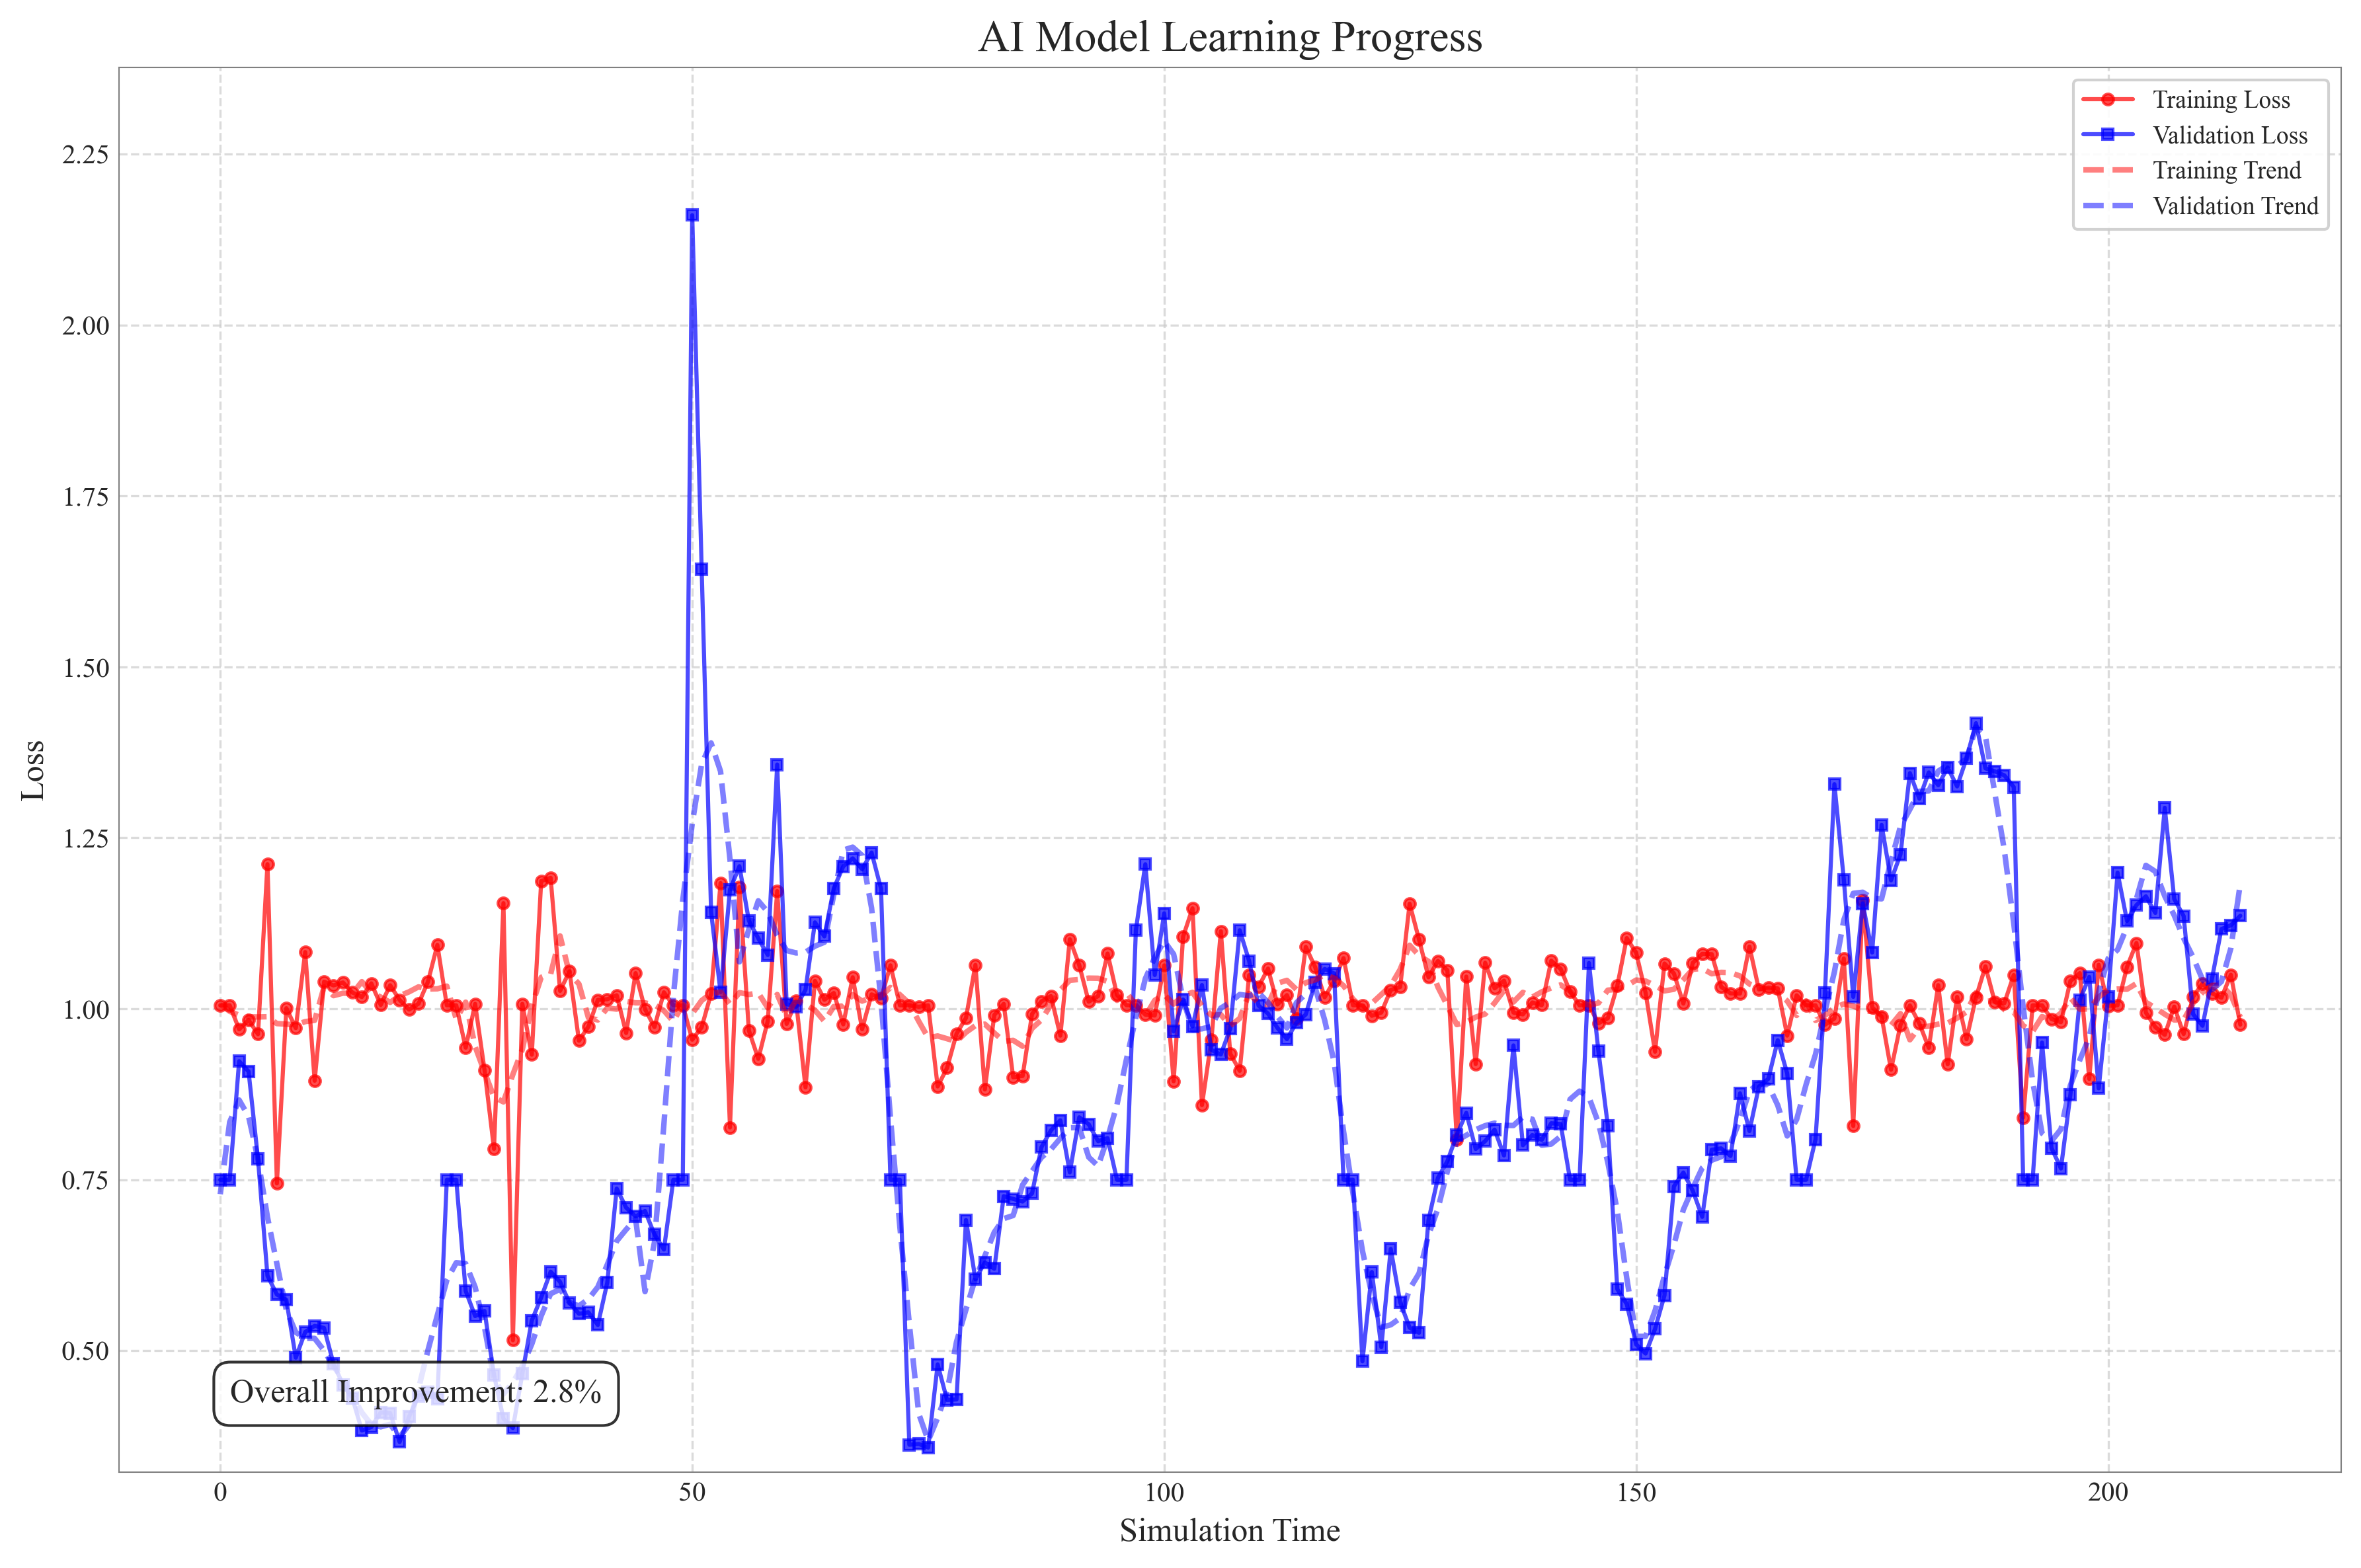 AI Model Learning Progress
Training Loss
Validation Loss
Training Trend
Validation Trend
2.25
2.00
1.75
1.50
1.25
1.00
0.75
0.50
Loss
Overall Improvement: 2.8%
0
50
100
150
200
Simulation Time